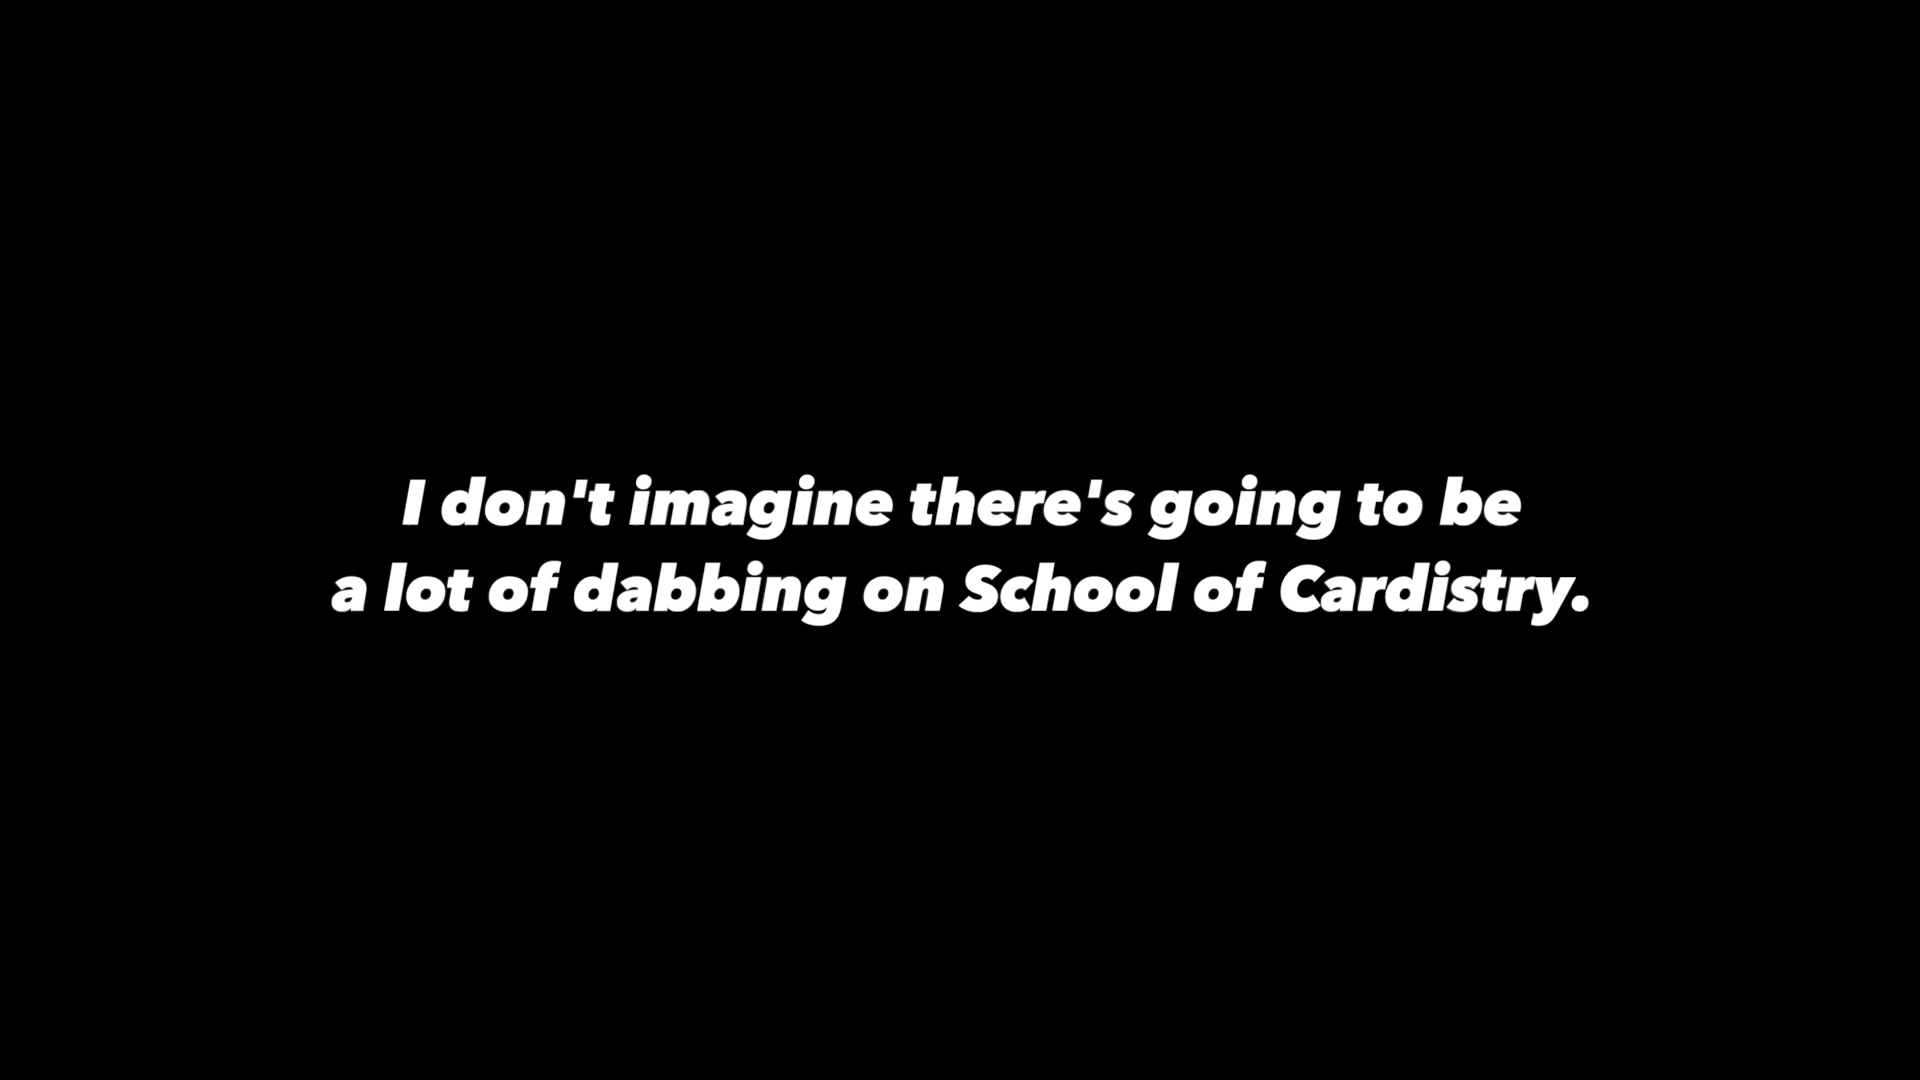 I don't imagine there's going to be
a lot of dabbing on School of Cardistry.